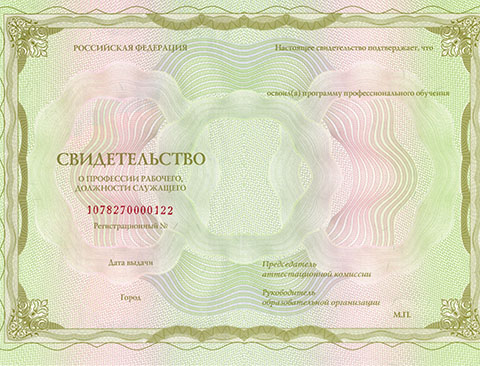 РОССИЙСКАЯ ФЕДЕРАЦИЯ
СВИДЕТЕЛЬСТВО
О ПРОФЕССИИ РАБОЧЕГО,
ДОЛЖНОСТИ СЛУЖАЩЕГО
1078270000122
Регистрационный №
Дата выдачи
Город
Настоящее свидетельство подтверждает, что
освоил(а) программу профессионального обучения
Председатель
аттестационной комиссии
Руководитель
образовательной организации
М.П.